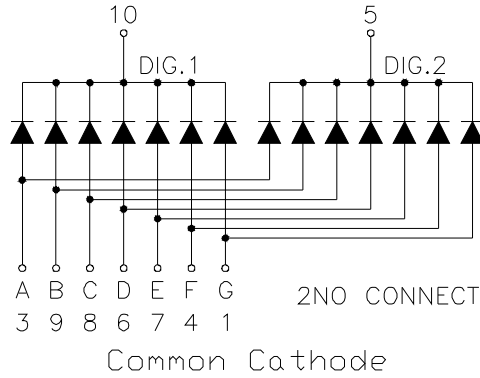 10 5
DIG.1 DIG.2
A B C D E F G
2NO CONNECT
3 9 8 6 7 4 1
Common Cathode